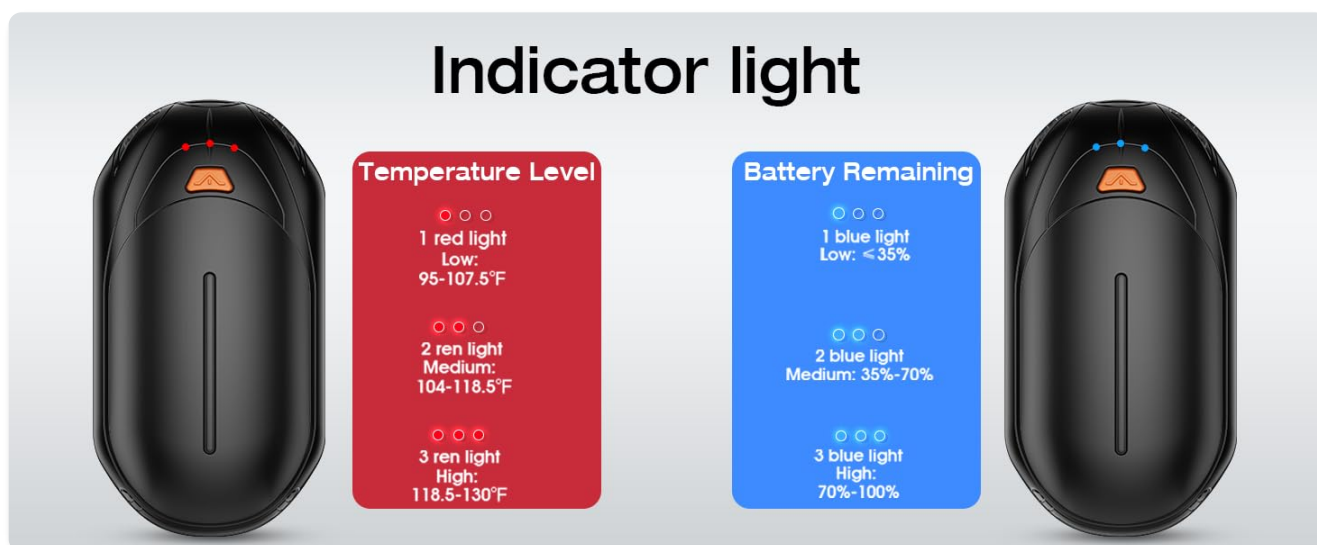 Indicator light
Temperature Level
1 red light
Low:
95-107.5°F
2 ren light
Medium:
104-118.5°F
3 ren light
High:
118.5-130°F
Battery Remaining
1 blue light
Low: ≤35%
2 blue light
Medium: 35%-70%
3 blue light
High:
70%-100%